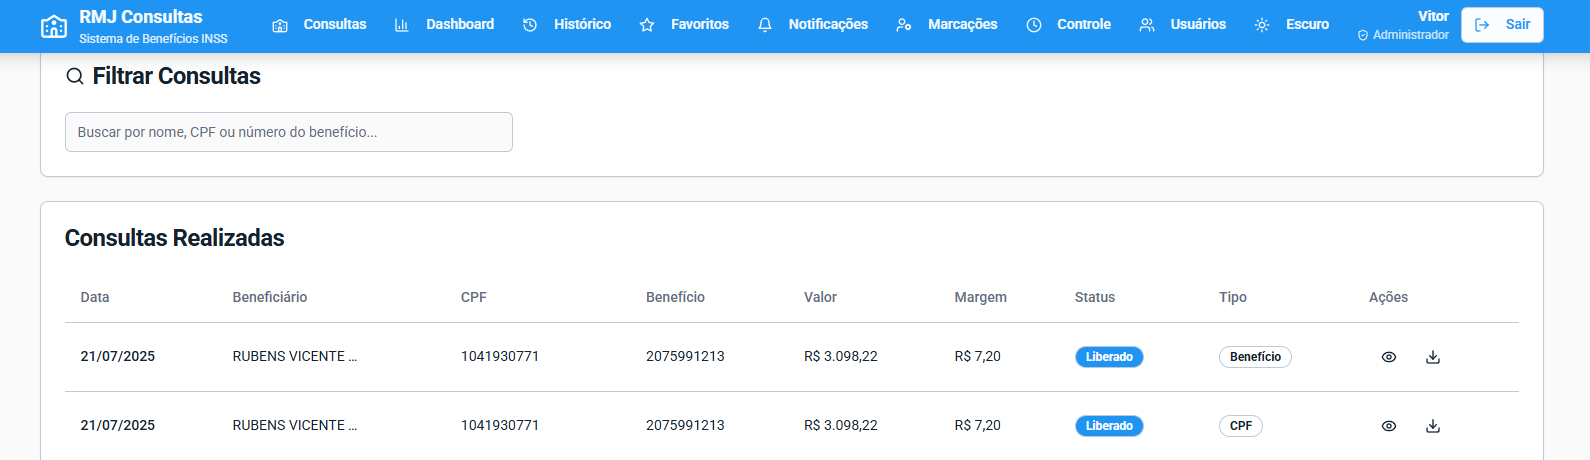 RMJ Consultas
Sistema de Benefícios INSS
Consultas
Dashboard
Histórico
Favoritos
Notificações
Marcações
Controle
Usuários
Escuro
Vitor
Administrador
Sair
Filtrar Consultas
Buscar por nome, CPF ou número do benefício...
Consultas Realizadas
Data Beneficiário CPF Benefício Valor Margem Status Tipo Ações
21/07/2025 RUBENS VICENTE ... 1041930771 2075991213 R$ 3.098,22 R$ 7,20 Liberado Benefício
21/07/2025 RUBENS VICENTE ... 1041930771 2075991213 R$ 3.098,22 R$ 7,20 Liberado CPF